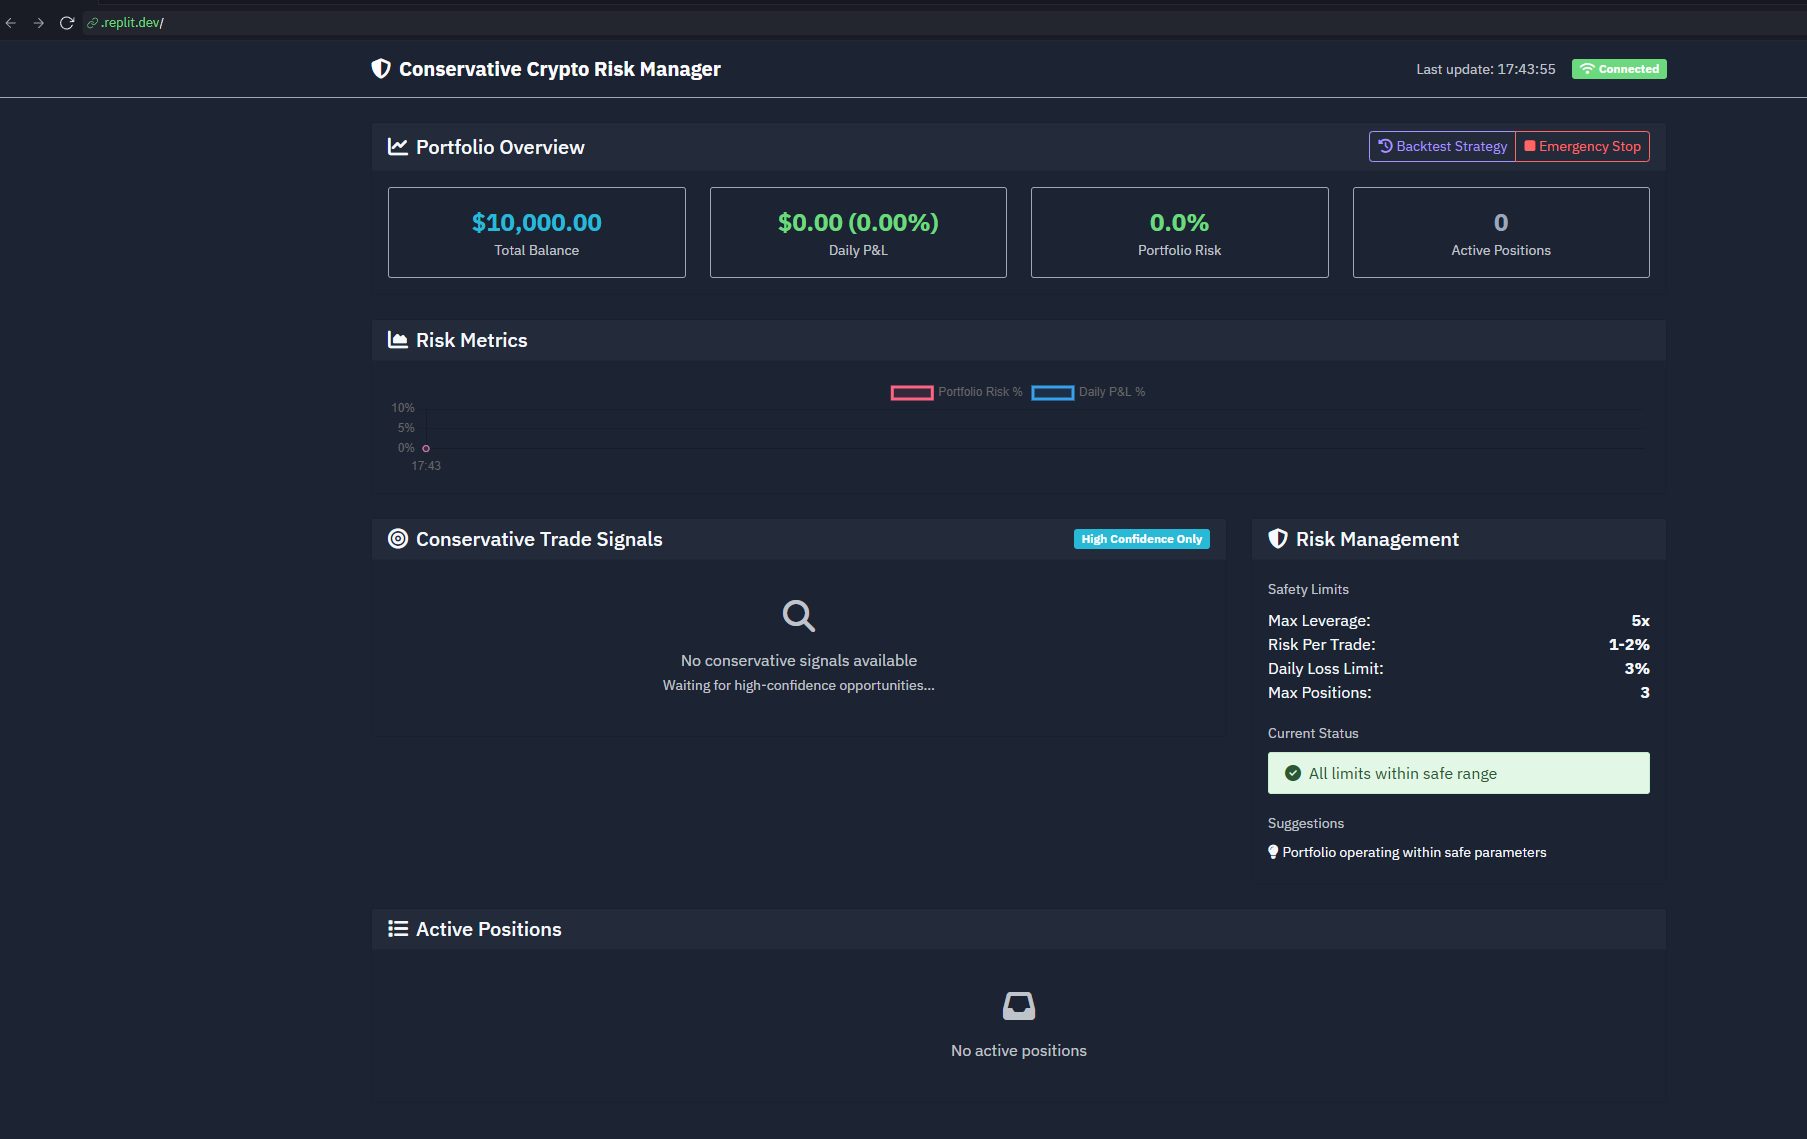 .replit.dev/
Conservative Crypto Risk Manager
Last update: 17:43:55
Connected
Portfolio Overview
Backtest Strategy
Emergency Stop
$10,000.00
Total Balance
$0.00 (0.00%)
Daily P&L
0.0%
Portfolio Risk
0
Active Positions
Risk Metrics
Portfolio Risk %
Daily P&L %
10%
5%
0%
17:43
Conservative Trade Signals
High Confidence Only
No conservative signals available
Waiting for high-confidence opportunities...
Risk Management
Safety Limits
Max Leverage: 5x
Risk Per Trade: 1-2%
Daily Loss Limit: 3%
Max Positions: 3
Current Status
All limits within safe range
Suggestions
Portfolio operating within safe parameters
Active Positions
No active positions